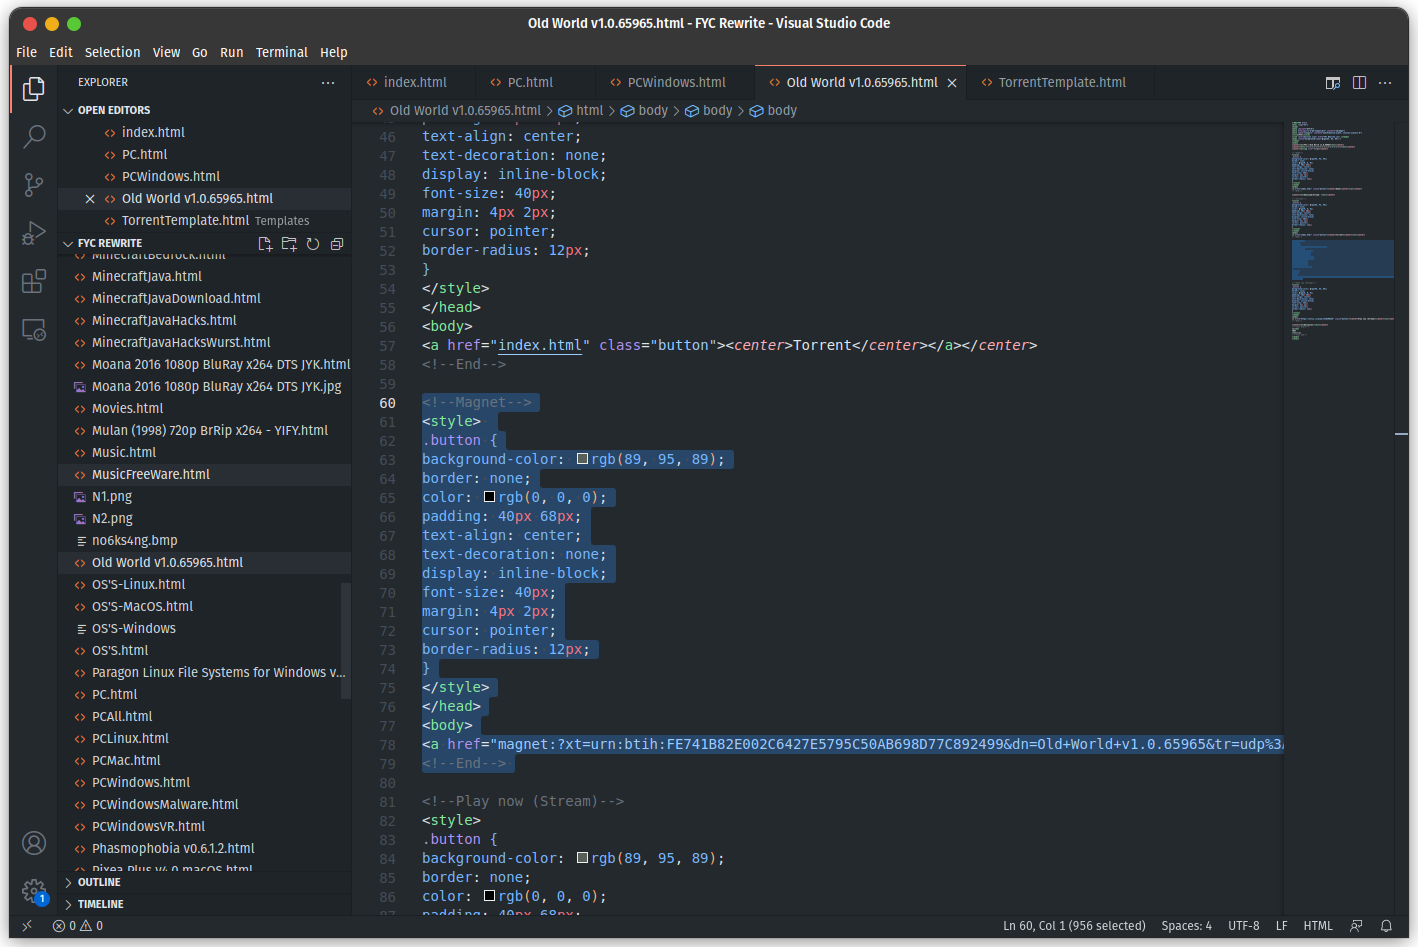 Old World v1.0.65965.html - FYC Rewrite - Visual Studio Code
File Edit Selection View Go Run Terminal Help
EXPLORER
OPEN EDITORS
index.html
PC.html
PCWindows.html
Old World v1.0.65965.html
TorrentTemplate.html Templates
FYC REWRITE
MinecraftBedrock.html
MinecraftJava.html
MinecraftJavaDownload.html
MinecraftJavaHacks.html
MinecraftJavaHacksWurst.html
Moana 2016 1080p BluRay x264 DTS JYK.html
Moana 2016 1080p BluRay x264 DTS JYK.jpg
Movies.html
Mulan (1998) 720p BrRip x264 - YIFY.html
Music.html
MusicFreeWare.html
N1.png
N2.png
no6ks4ng.bmp
Old World v1.0.65965.html
OS'S-Linux.html
OS'S-MacOS.html
OS'S-Windows
OS'S.html
Paragon Linux File Systems for Windows v...
PC.html
PCAll.html
PCLinux.html
PCMac.html
PCWindows.html
PCWindowsMalware.html
PCWindowsVR.html
Phasmophobia v0.6.1.2.html
Pixea Plus v4.0 macOS.html
OUTLINE
TIMELINE
1
index.html PC.html PCWindows.html Old World v1.0.65965.html TorrentTemplate.html
Old World v1.0.65965.html > html > body > body > body
46 text-align: center;
47 text-decoration: none;
48 display: inline-block;
49 font-size: 40px;
50 margin: 4px 2px;
51 cursor: pointer;
52 border-radius: 12px;
53 }
54 </style>
55 </head>
56 <body>
57 <a href="index.html" class="button"><center>Torrent</center></a></center>
58 <!--End-->
59
60 <!--Magnet-->
61 <style>
62 .button {
63 background-color: rgb(89, 95, 89);
64 border: none;
65 color: rgb(0, 0, 0);
66 padding: 40px 68px;
67 text-align: center;
68 text-decoration: none;
69 display: inline-block;
70 font-size: 40px;
71 margin: 4px 2px;
72 cursor: pointer;
73 border-radius: 12px;
74 }
75 </style>
76 </head>
77 <body>
78 <a href="magnet:?xt=urn:btih:FE741B82E002C6427E5795C50AB698D77C892499&dn=Old+World+v1.0.65965&tr=udp%3
79 <!--End-->
80
81 <!--Play now (Stream)-->
82 <style>
83 .button {
84 background-color: rgb(89, 95, 89);
85 border: none;
86 color: rgb(0, 0, 0);
87 padding: 40px 68px;
0 0 Ln 60, Col 1 (956 selected) Spaces: 4 UTF-8 LF HTML